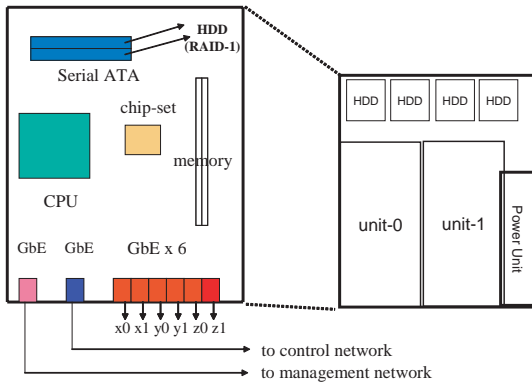 HDD
(RAID-1)
Serial ATA
chip-set
memory
CPU
GbE GbE GbE x 6
x0 x1 y0 y1 z0 z1
to control network
to management network
HDD HDD HDD HDD
unit-0 unit-1
Power Unit